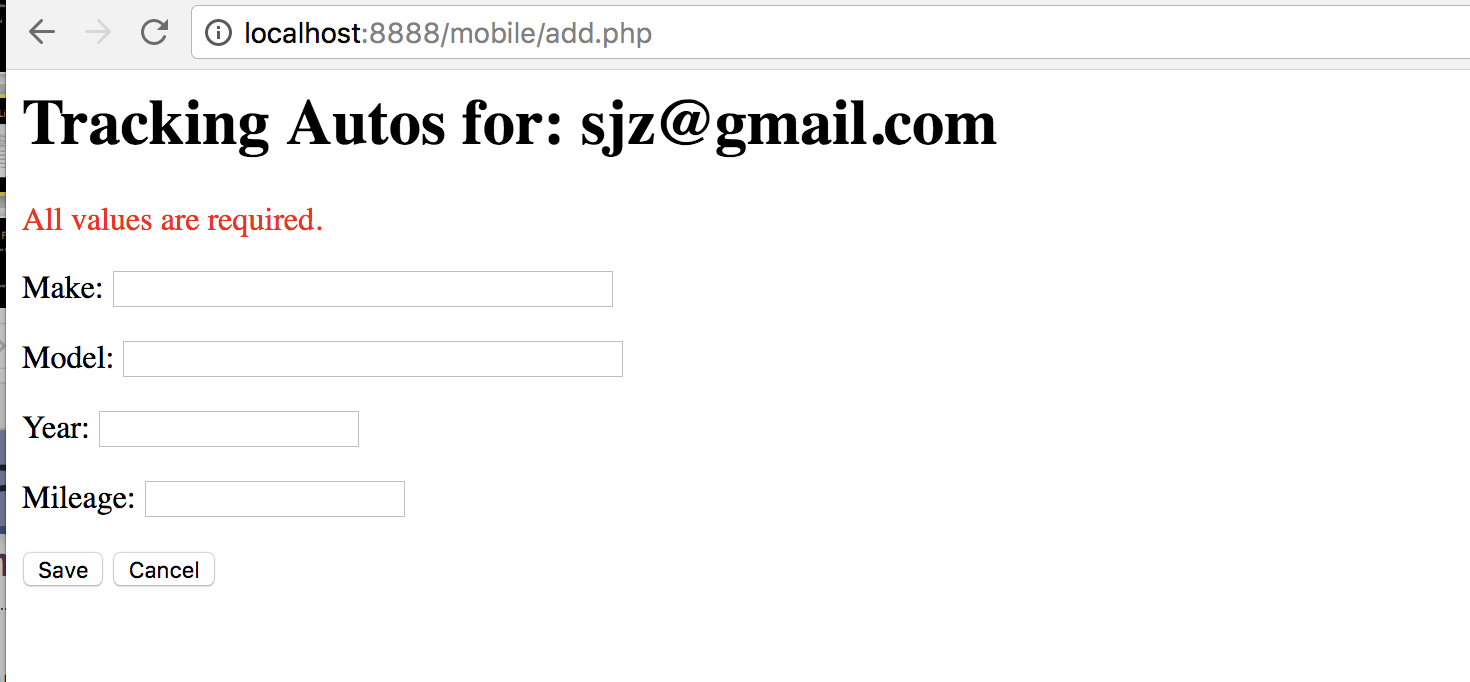 localhost:8888/mobile/add.php
Tracking Autos for: sjz@gmail.com
All values are required.
Make:
Model:
Year:
Mileage:
Save Cancel